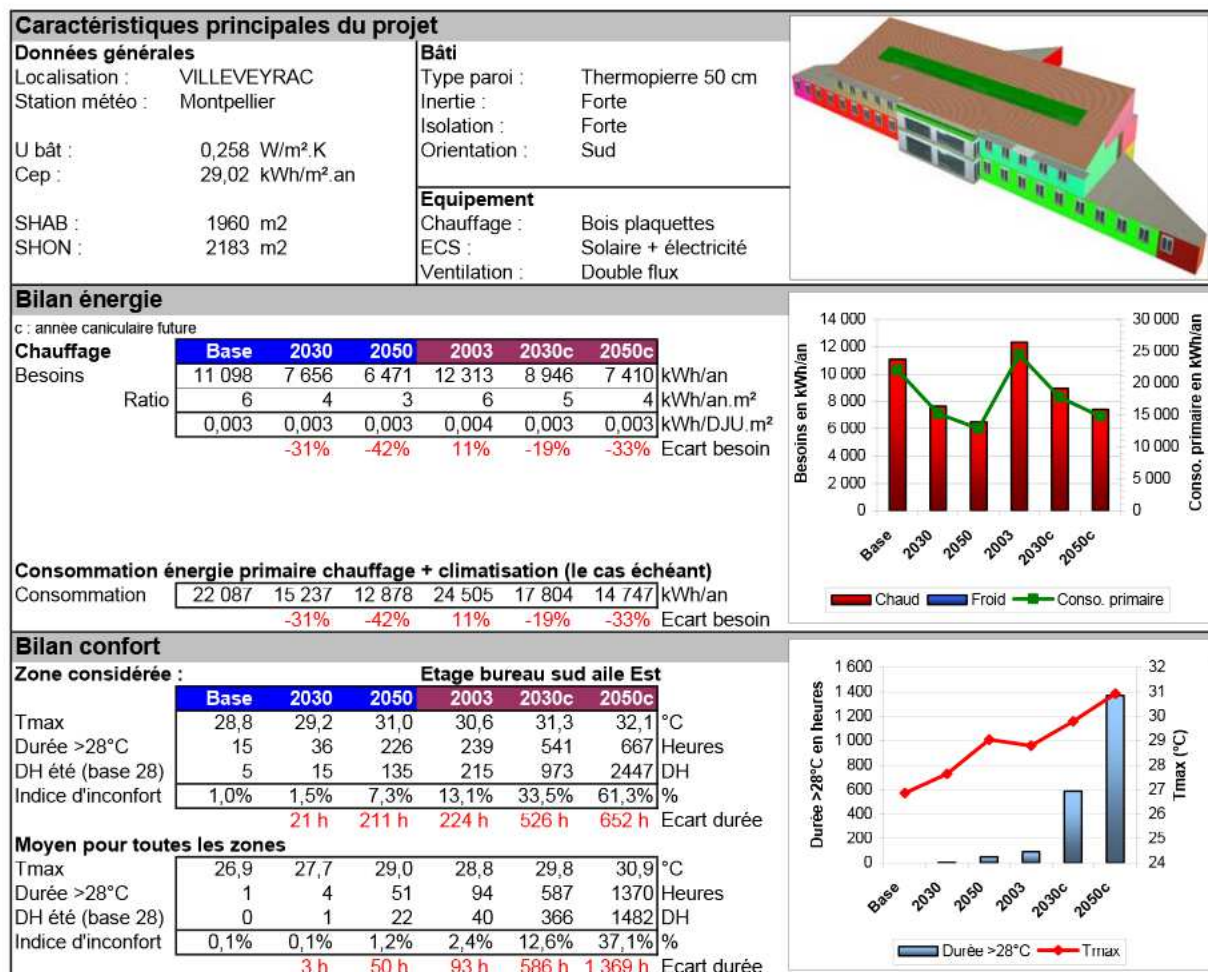 Caractéristiques principales du projet
Données générales
Localisation : VILLEVEYRAC
Station météo : Montpellier
U bât : 0,258 W/m².K
Cep : 29,02 kWh/m².an
SHAB : 1960 m2
SHON : 2183 m2
Bâti
Type paroi : Thermopierre 50 cm
Inertie : Forte
Isolation : Forte
Orientation : Sud
Equipement
Chauffage : Bois plaquettes
ECS : Solaire + électricité
Ventilation : Double flux
Bilan énergie
c : année caniculaire future
Chauffage Base 2030 2050 2003 2030c 2050c
Besoins 11 098 7 656 6 471 12 313 8 946 7 410 kWh/an
Ratio 6 4 3 6 5 4 kWh/an.m²
0,003 0,003 0,003 0,004 0,003 0,003 kWh/DJU.m²
-31% -42% 11% -19% -33% Ecart besoin
Consommation énergie primaire chauffage + climatisation (le cas échéant)
Consommation 22 087 15 237 12 878 24 505 17 804 14 747 kWh/an
-31% -42% 11% -19% -33% Ecart besoin
Besoins en kWh/an
14 000
12 000
10 000
8 000
6 000
4 000
2 000
0
30 000
25 000
20 000
15 000
10 000
5 000
0
Conso. primaire en kWh/an
Base 2030 2050 2003 2030c 2050c
Chaud Froid Conso. primaire
Bilan confort
Zone considérée : Etage bureau sud aile Est
Base 2030 2050 2003 2030c 2050c
Tmax 28,8 29,2 31,0 30,6 31,3 32,1 °C
Durée >28°C 15 36 226 239 541 667 Heures
DH été (base 28) 5 15 135 215 973 2447 DH
Indice d'inconfort 1,0% 1,5% 7,3% 13,1% 33,5% 61,3% %
21 h 211 h 224 h 526 h 652 h Ecart durée
Moyen pour toutes les zones
Tmax 26,9 27,7 29,0 28,8 29,8 30,9 °C
Durée >28°C 1 4 51 94 587 1370 Heures
DH été (base 28) 0 1 22 40 366 1482 DH
Indice d'inconfort 0,1% 0,1% 1,2% 2,4% 12,6% 37,1% %
3 h 50 h 93 h 586 h 1 369 h Ecart durée
Durée >28°C en heures
1 600
1 400
1 200
1 000
800
600
400
200
0
32
31
30
29
28
27
26
25
24
Tmax (°C)
Base 2030 2050 2003 2030c 2050c
Durée >28°C Tmax